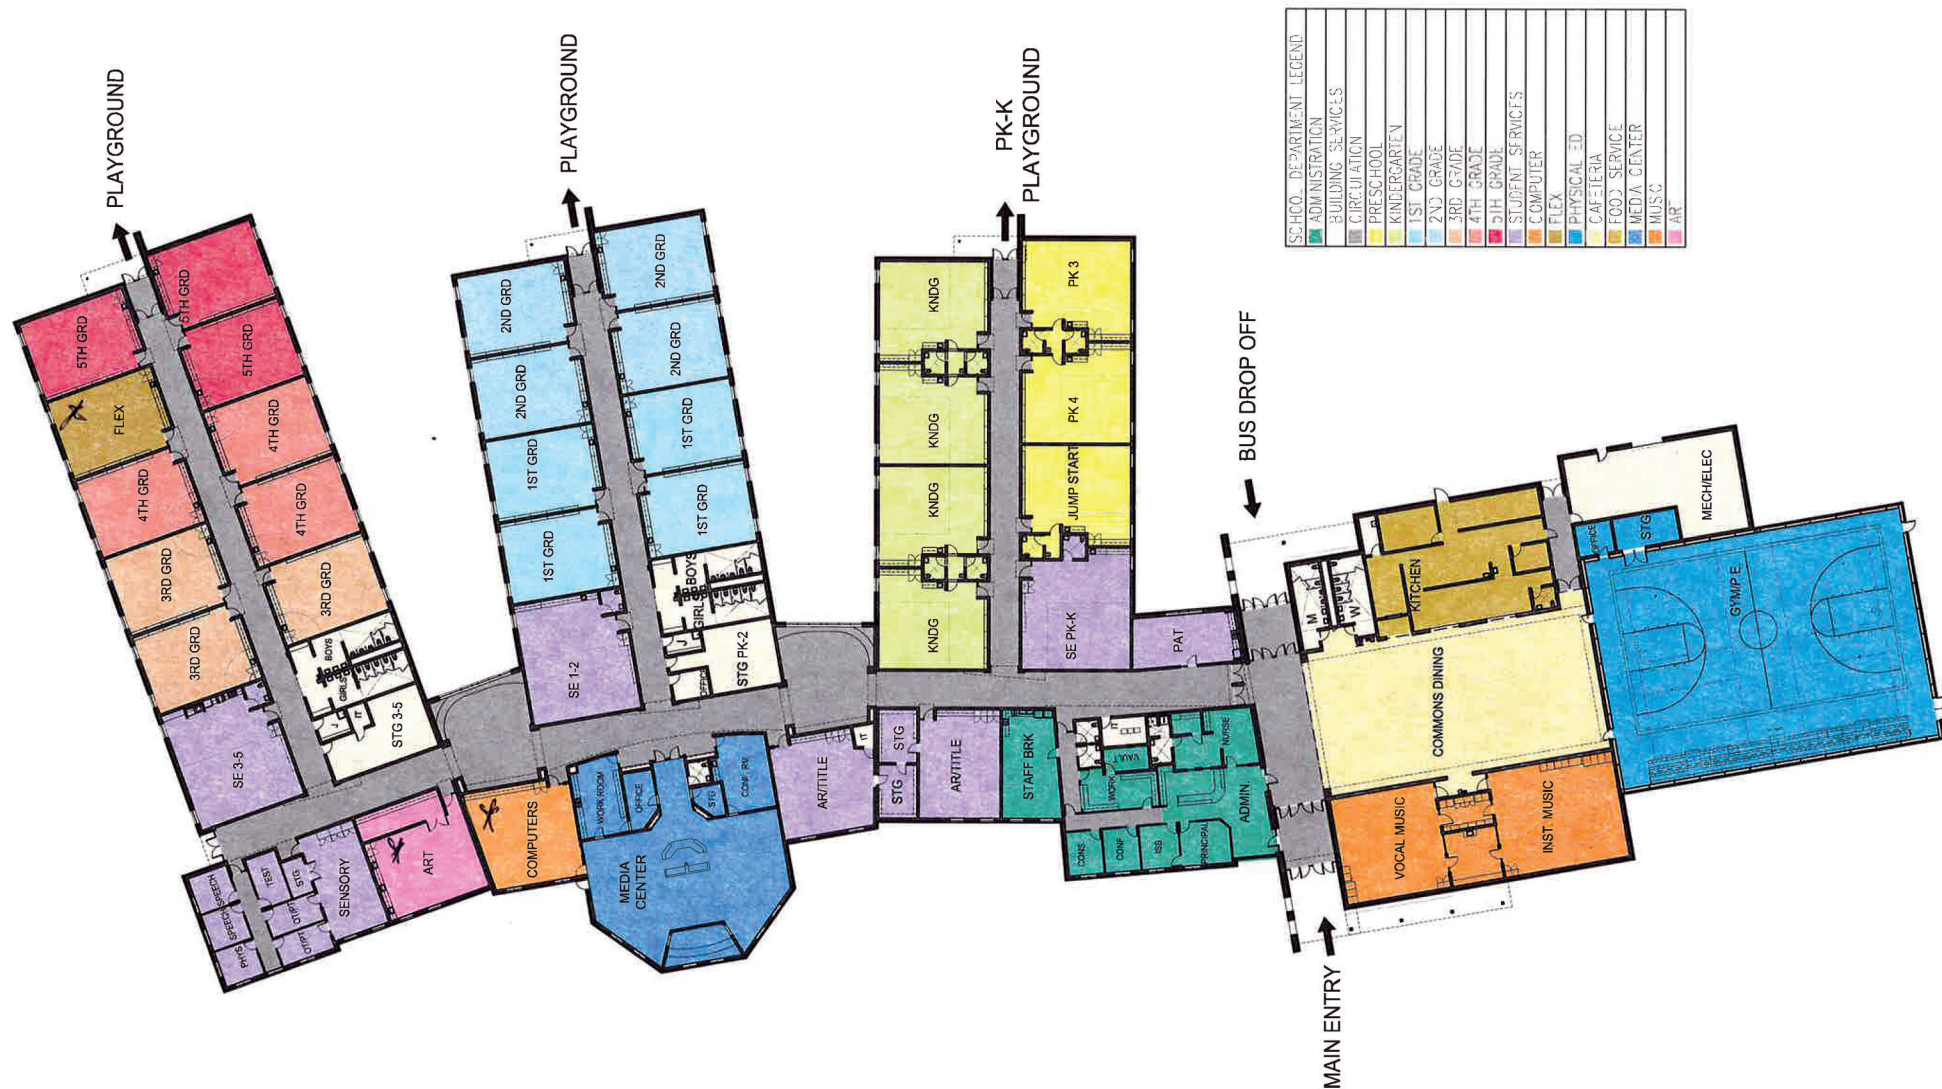 PLAYGROUND
PLAYGROUND
PK-K
PLAYGROUND
BUS DROP OFF
MAIN ENTRY
SCHOOL DEPARTMENT LEGEND
ADMINISTRATION
BUILDING SERVICES
CIRCULATION
PRESCHOOL
KINDERGARTEN
1ST GRADE
2ND GRADE
3RD GRADE
4TH GRADE
5TH GRADE
STUDENT SERVICES
COMPUTER
FLEX
PHYSICAL ED
CAFETERIA
FOOD SERVICE
MEDIA CENTER
MUSIC
ART
5TH GRD
5TH GRD
5TH GRD
FLEX
4TH GRD
4TH GRD
4TH GRD
3RD GRD
3RD GRD
3RD GRD
BOYS
GIRLS
J
IT
STG 3-5
SE 3-5
2ND GRD
2ND GRD
2ND GRD
2ND GRD
1ST GRD
1ST GRD
1ST GRD
1ST GRD
BOYS
GIRLS
J
OFFICE
STG PK-2
SE 1-2
KNDG
KNDG
KNDG
KNDG
PK 3
PK 4
JUMP START
SE PK-K
PAT
SPEECH
SPEECH
PHYS
TEST
STG
OT/PT
OT/PT
SENSORY
ART
COMPUTERS
WORK ROOM
OFFICE
STG
CONF RM
MEDIA
CENTER
AR/TITLE
IT
STG
STG
AR/TITLE
STAFF BRK
IT
VAULT
WORK
NURSE
CONS
CONF
ISS
PRINCIPAL
ADMIN.
M
W
KITCHEN
COMMONS DINING
VOCAL MUSIC
INST. MUSIC
OFFICE
STG
MECH/ELEC
GYM/P.E.